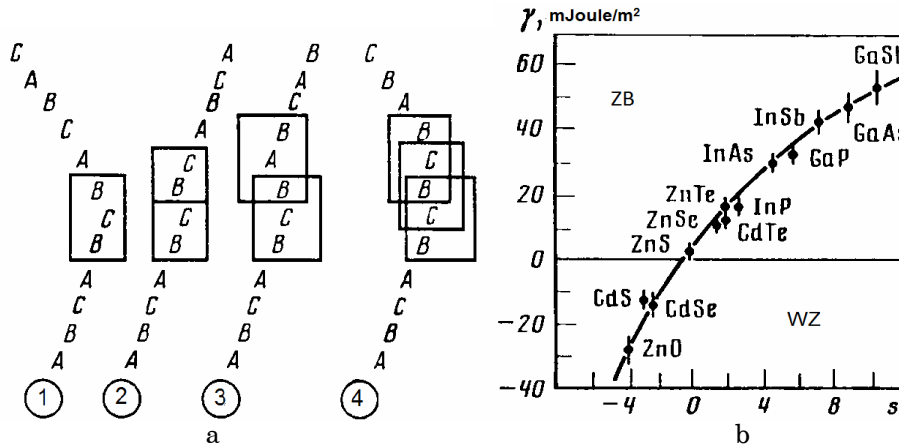 C A B C
A C A B
B B C A
C A B B
A C A C
B B B B
C C C C
B B B B
A A A A
C C C C
B B B B
A A A A
1 2 3 4
a
γ, mJoule/m²
60
40
20
0
-20
-40
ZB
GaSb
InSb
GaAs
InAs
GaP
ZnTe
InP
ZnSe
CdTe
ZnS
CdS
CdSe
WZ
ZnO
-4 0 4 8 s
b